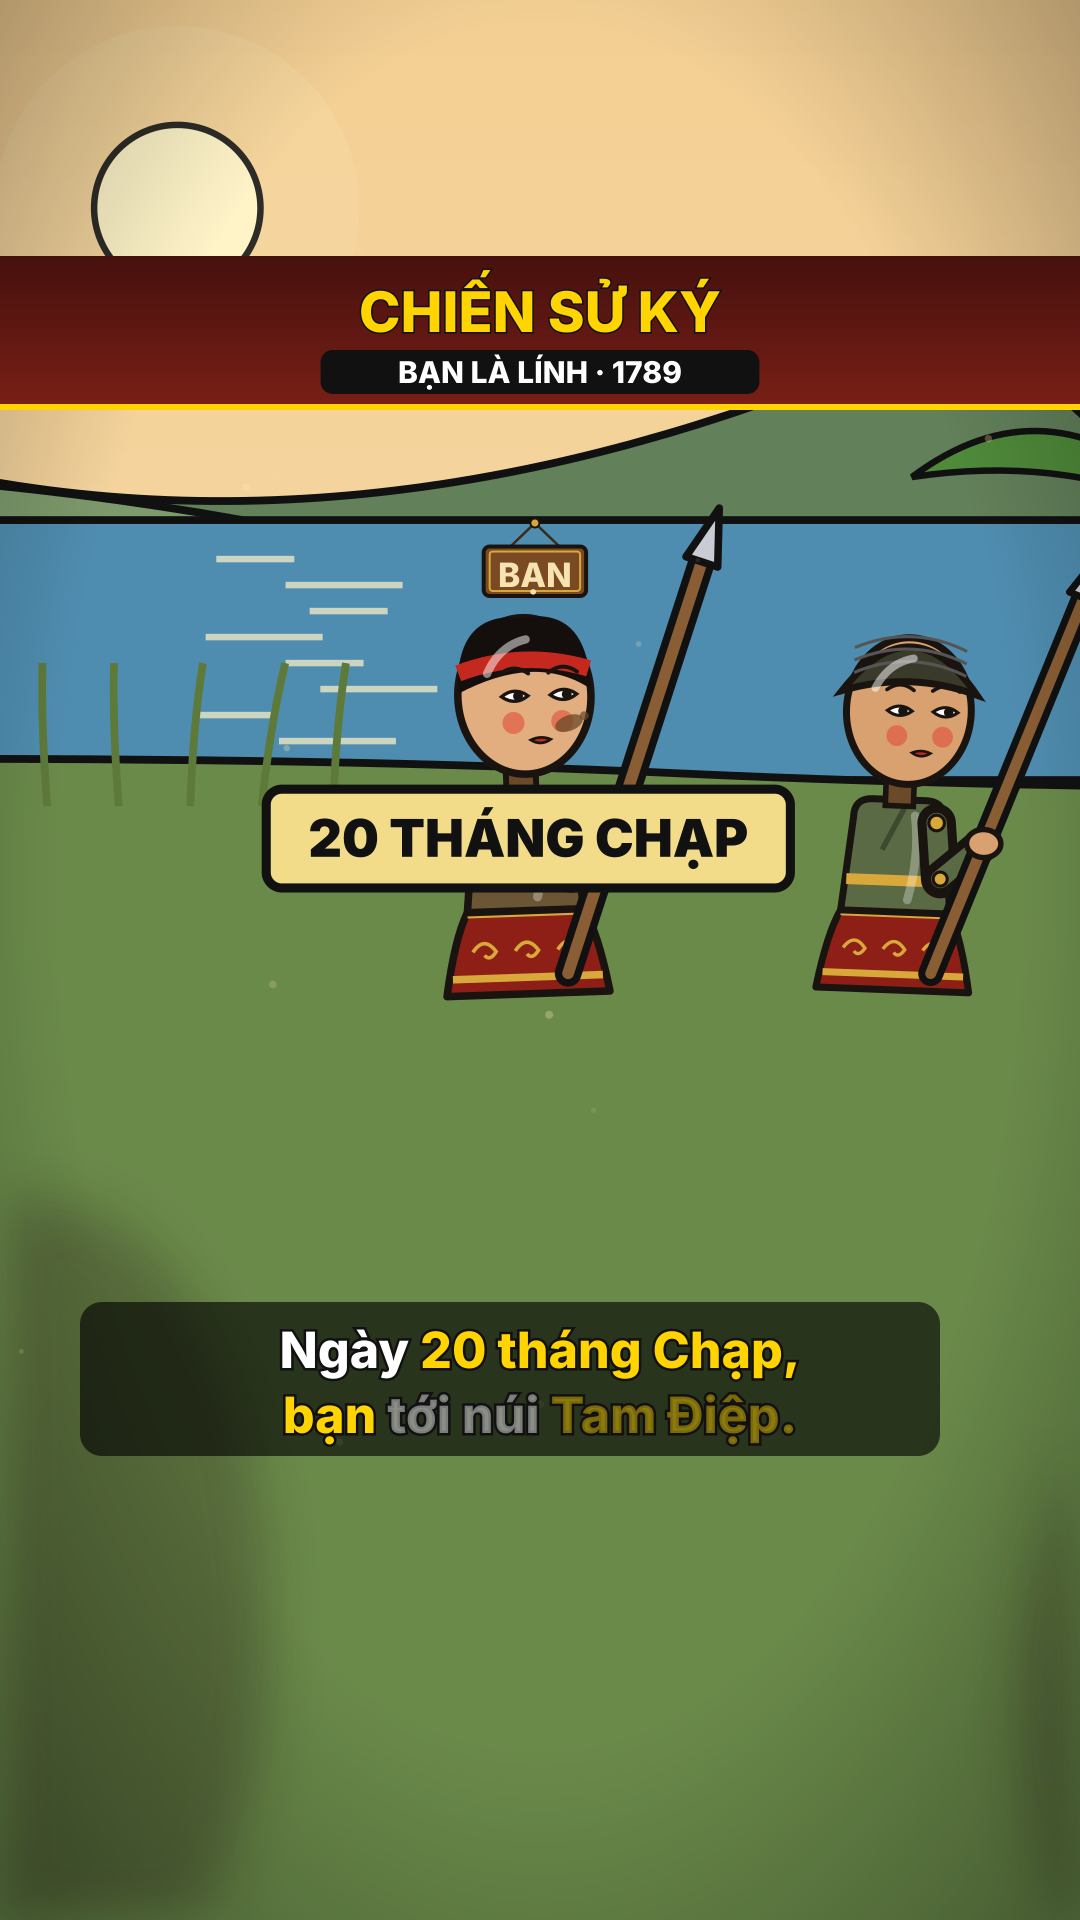 CHIẾN SỬ KÝ
BẠN LÀ LÍNH · 1789
BAN
20 THÁNG CHẠP
Ngày 20 tháng Chạp,
bạn tới núi Tam Điệp.